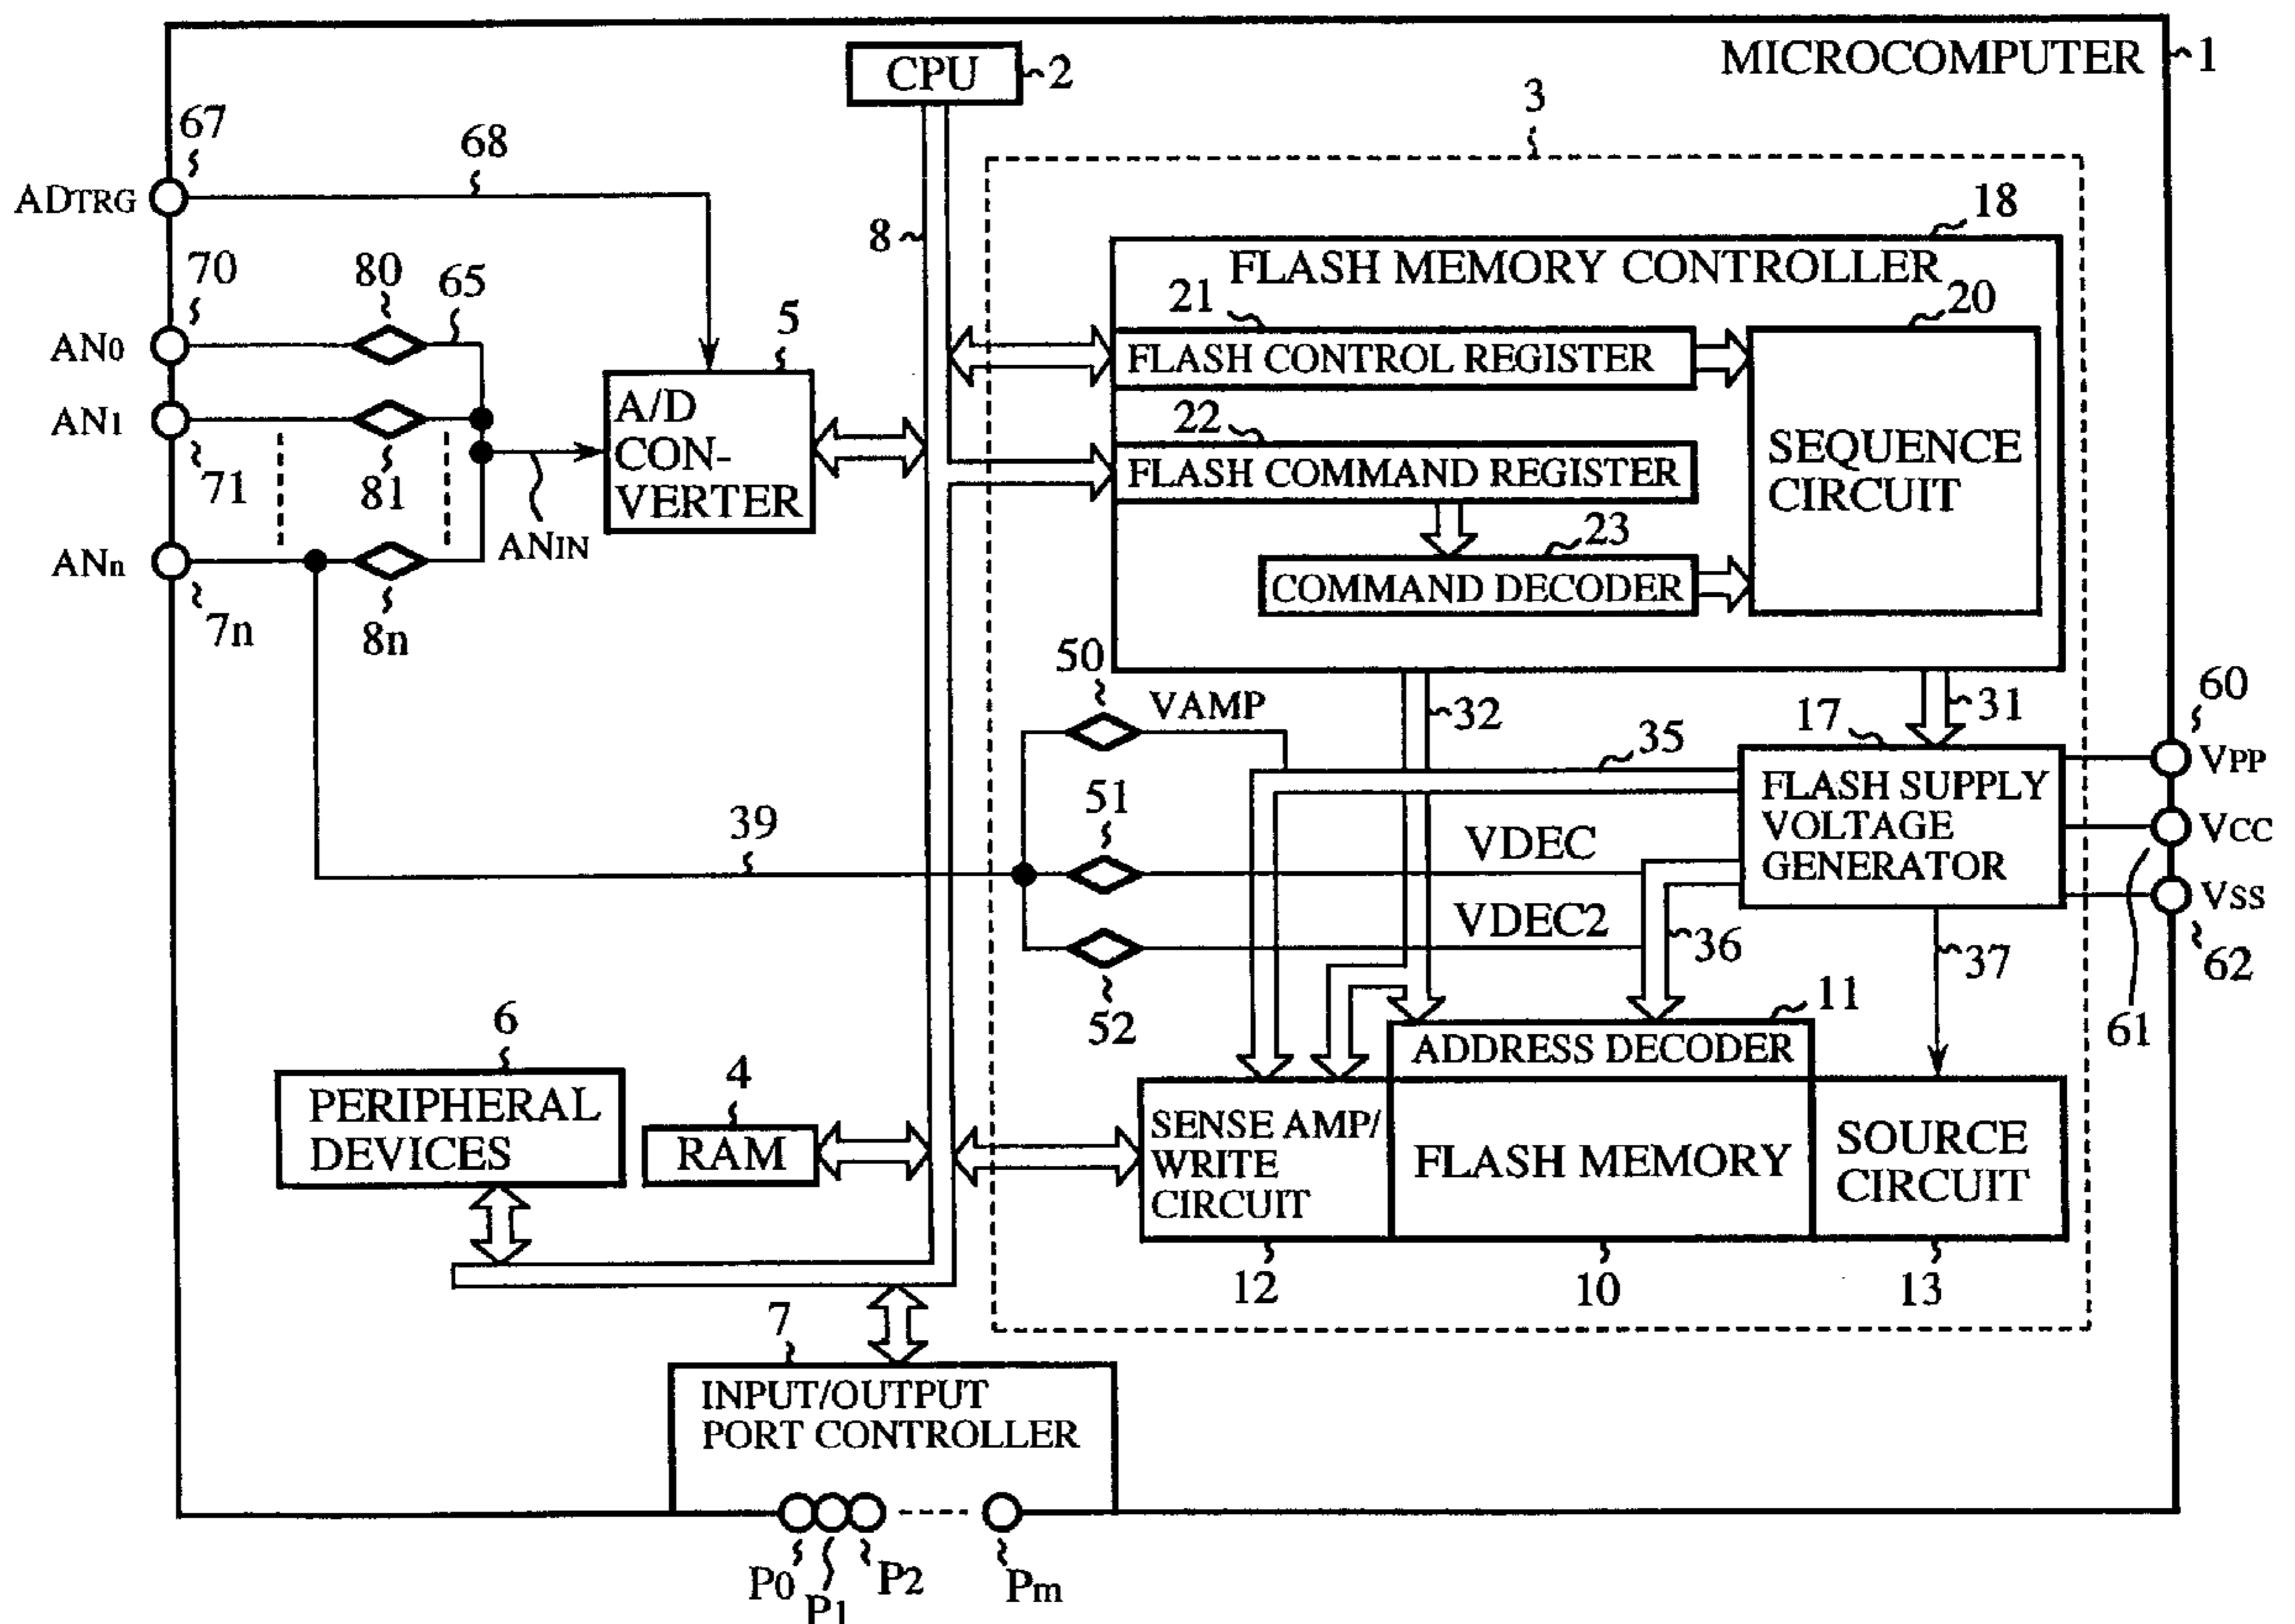 MICROCOMPUTER
1
CPU
2
3
67
68
ADTRG
8
18
FLASH MEMORY CONTROLLER
70
80
65
AN0
5
21
20
FLASH CONTROL REGISTER
AN1
A/D
CON-
VERTER
22
FLASH COMMAND REGISTER
SEQUENCE
CIRCUIT
71
81
ANIN
23
COMMAND DECODER
ANn
7n
8n
50
VAMP
32
31
60
17
35
VPP
FLASH SUPPLY
VOLTAGE
GENERATOR
39
51
VDEC
VCC
VDEC2
VSS
52
36
37
62
61
11
ADDRESS DECODER
6
PERIPHERAL
DEVICES
4
RAM
SENSE AMP/
WRITE
CIRCUIT
FLASH MEMORY
SOURCE
CIRCUIT
12
10
13
7
INPUT/OUTPUT
PORT CONTROLLER
P0
P1
P2
Pm